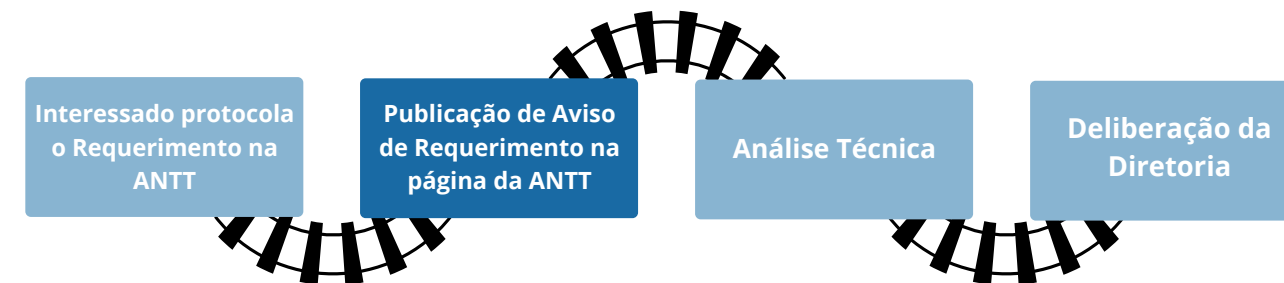 Interessado protocola
o Requerimento na
ANTT
Publicação de Aviso
de Requerimento na
página da ANTT
Análise Técnica
Deliberação da
Diretoria